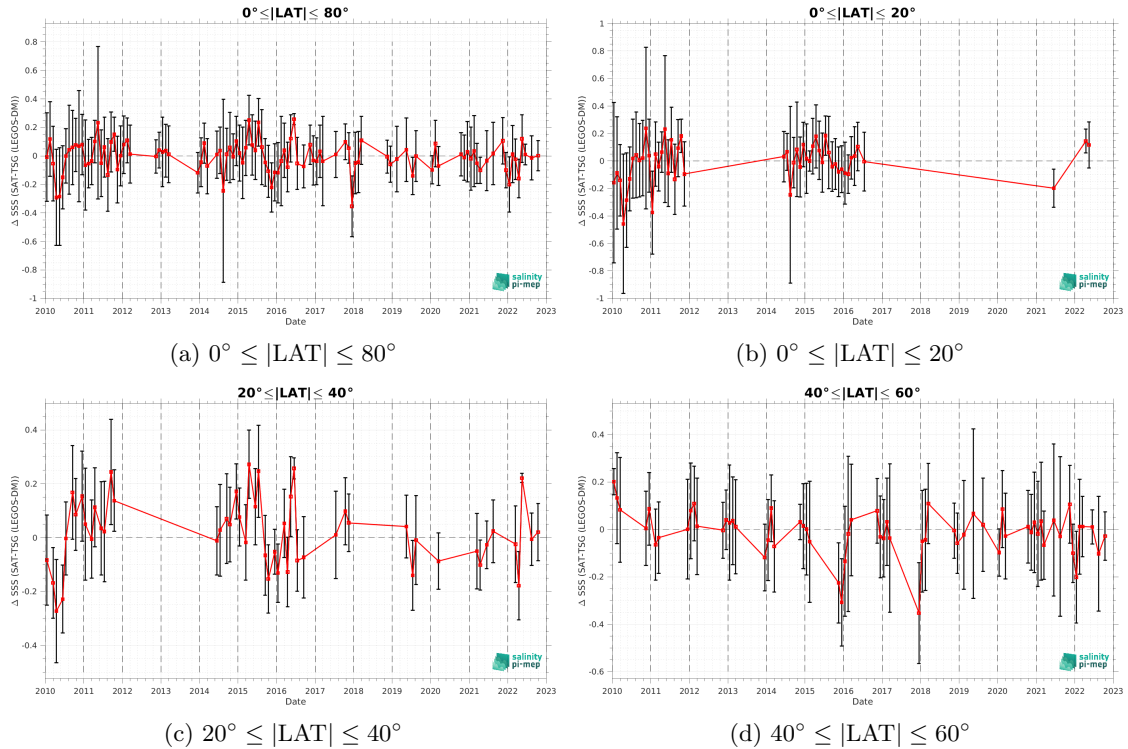 0°≤|LAT|≤ 80°
0.8
0.6
0.4
0.2
0
-0.2
-0.4
-0.6
-0.8
-1
Δ SSS (SAT-TSG (LEGOS-DM))
2010 2011 2012 2013 2014 2015 2016 2017 2018 2019 2020 2021 2022 2023
Date
salinity
pi-mep
(a) 0° ≤ |LAT| ≤ 80°
0°≤|LAT|≤ 20°
1
0.8
0.6
0.4
0.2
0
-0.2
-0.4
-0.6
-0.8
-1
Δ SSS (SAT-TSG (LEGOS-DM))
2010 2011 2012 2013 2014 2015 2016 2017 2018 2019 2020 2021 2022 2023
Date
salinity
pi-mep
(b) 0° ≤ |LAT| ≤ 20°
20°≤|LAT|≤ 40°
0.4
0.2
0
-0.2
-0.4
Δ SSS (SAT-TSG (LEGOS-DM))
2010 2011 2012 2013 2014 2015 2016 2017 2018 2019 2020 2021 2022 2023
Date
salinity
pi-mep
(c) 20° ≤ |LAT| ≤ 40°
40°≤|LAT|≤ 60°
0.4
0.2
0
-0.2
-0.4
-0.6
Δ SSS (SAT-TSG (LEGOS-DM))
2010 2011 2012 2013 2014 2015 2016 2017 2018 2019 2020 2021 2022 2023
Date
salinity
pi-mep
(d) 40° ≤ |LAT| ≤ 60°